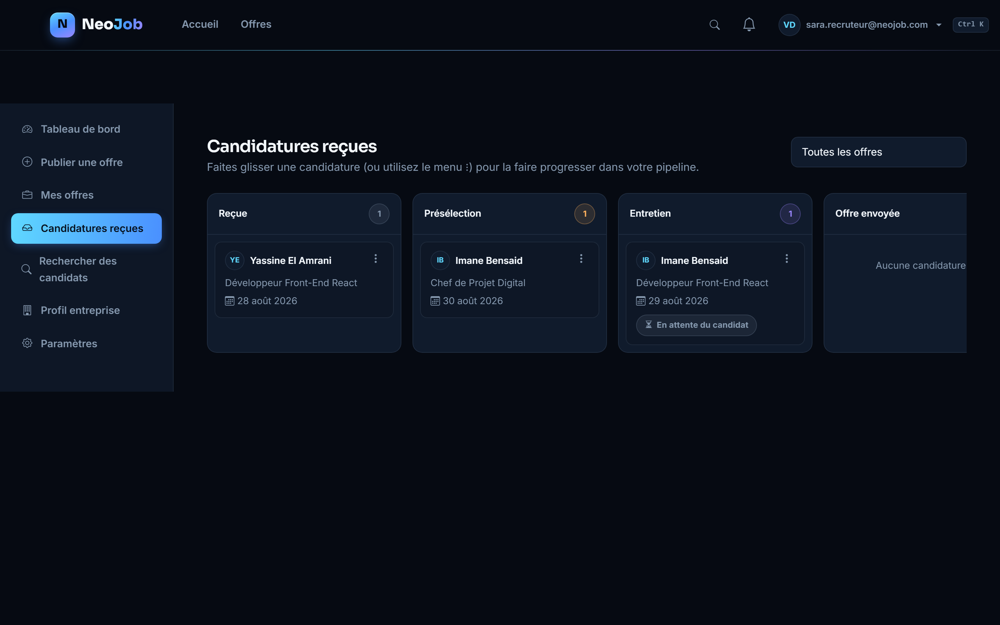 N NeoJob Accueil Offres VD sara.recruteur@neojob.com Ctrl K
Tableau de bord
Publier une offre
Mes offres
Candidatures reçues
Rechercher des
candidats
Profil entreprise
Paramètres
Candidatures reçues
Faites glisser une candidature (ou utilisez le menu ⋮) pour la faire progresser dans votre pipeline.
Toutes les offres
Reçue 1
YE Yassine El Amrani
Développeur Front-End React
28 août 2026
Présélection 1
IB Imane Bensaid
Chef de Projet Digital
30 août 2026
Entretien 1
IB Imane Bensaid
Développeur Front-End React
29 août 2026
En attente du candidat
Offre envoyée
Aucune candidature